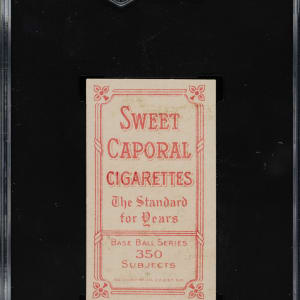 SWEET
CAPORAL
CIGARETTES
The Standard
for Years
BASE BALL SERIES
350
SUBJECTS